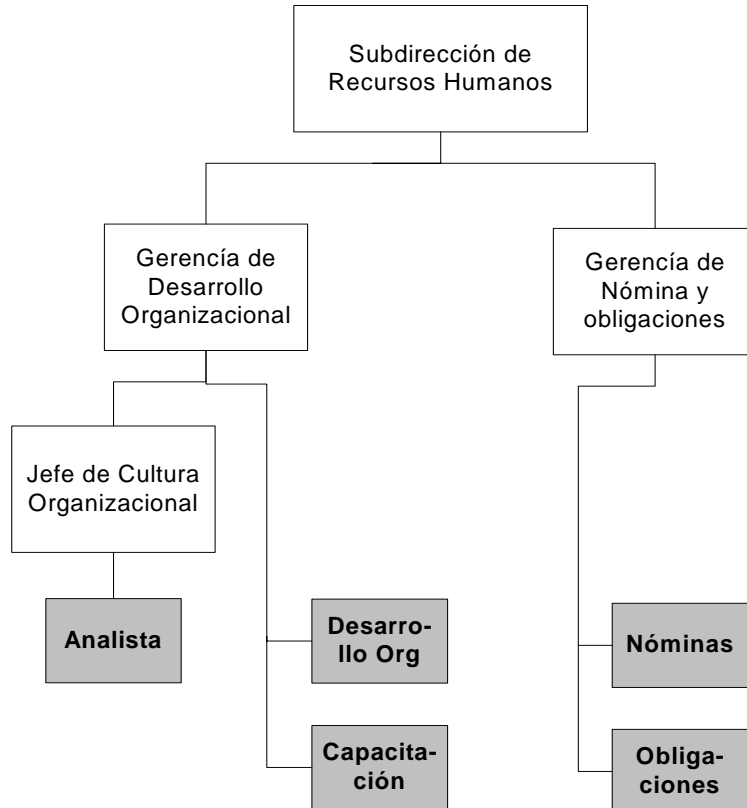 Subdirección de
Recursos Humanos
Gerencía de
Desarrollo
Organizacional
Gerencía de
Nómina y
obligaciones
Jefe de Cultura
Organizacional
Analista
Desarro-
llo Org
Nóminas
Capacita-
ción
Obliga-
ciones